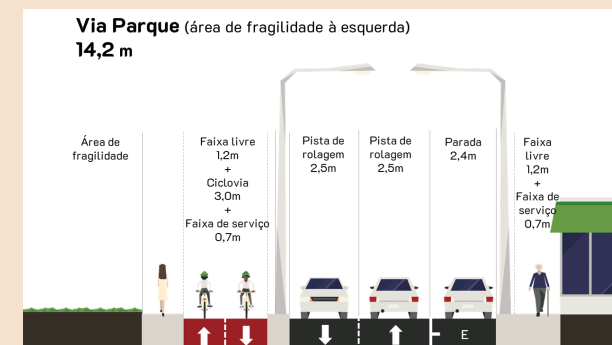 Via Parque (área de fragilidade à esquerda)
14,2 m
Área de
fragilidade
Faixa livre
1,2m
+
Ciclovia
3,0m
+
Faixa de serviço
0,7m
Pista de
rolagem
2,5m
Pista de
rolagem
2,5m
Parada
2,4m
Faixa
livre
1,2m
+
Faixa de
serviço
0,7m
E